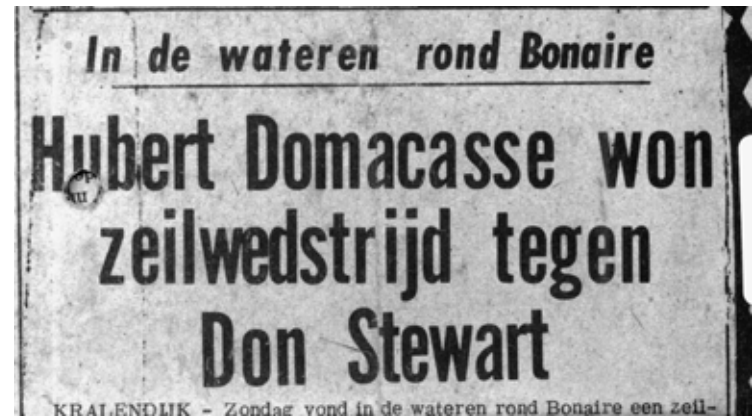 In de wateren rond Bonaire
Hubert Domacasse won
zeilwedstrijd tegen
Don Stewart
KRALENDIJK - Zondag vond in de wateren rond Bonaire een zeil-